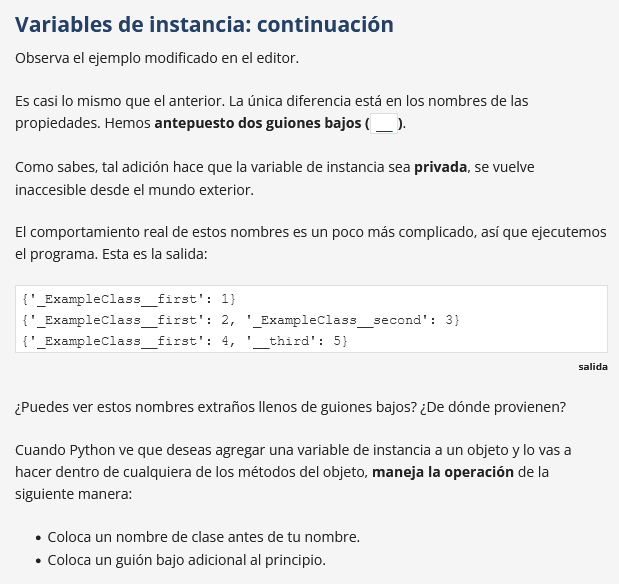 Variables de instancia: continuación
Observa el ejemplo modificado en el editor.
Es casi lo mismo que el anterior. La única diferencia está en los nombres de las
propiedades. Hemos antepuesto dos guiones bajos ( __ ).
Como sabes, tal adición hace que la variable de instancia sea privada, se vuelve
inaccesible desde el mundo exterior.
El comportamiento real de estos nombres es un poco más complicado, así que ejecutemos
el programa. Esta es la salida:
{'_ExampleClass__first': 1}
{'_ExampleClass__first': 2, '_ExampleClass__second': 3}
{'_ExampleClass__first': 4, '__third': 5}
salida
¿Puedes ver estos nombres extraños llenos de guiones bajos? ¿De dónde provienen?
Cuando Python ve que deseas agregar una variable de instancia a un objeto y lo vas a
hacer dentro de cualquiera de los métodos del objeto, maneja la operación de la
siguiente manera:
• Coloca un nombre de clase antes de tu nombre.
• Coloca un guión bajo adicional al principio.